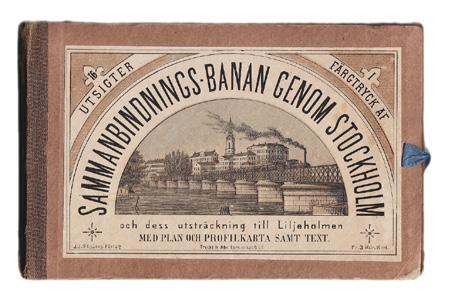 16
UTSIGTER
I
FÄRGTRYCK AF
SAMMANBINDNINGS-BANAN GENOM STOCKHOLM
och dess utsträckning till Liljeholmen
MED PLAN OCH PROFILKARTA SAMT TEXT.